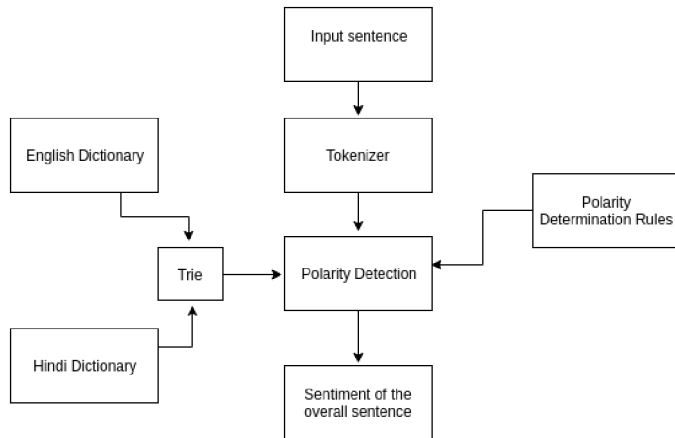 Input sentence
English Dictionary
Tokenizer
Polarity
Determination Rules
Trie
Polarity Detection
Hindi Dictionary
Sentiment of the
overall sentence